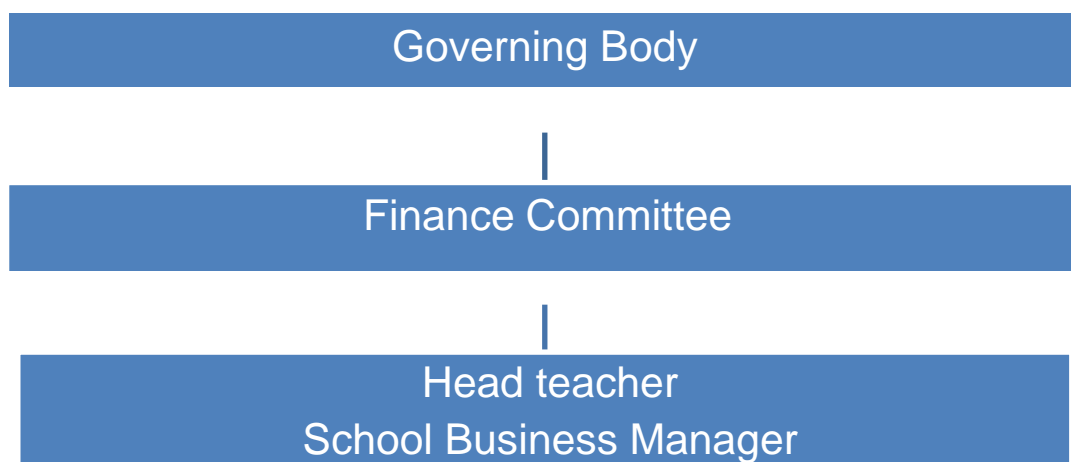 Governing Body
Finance Committee
Head teacher
School Business Manager